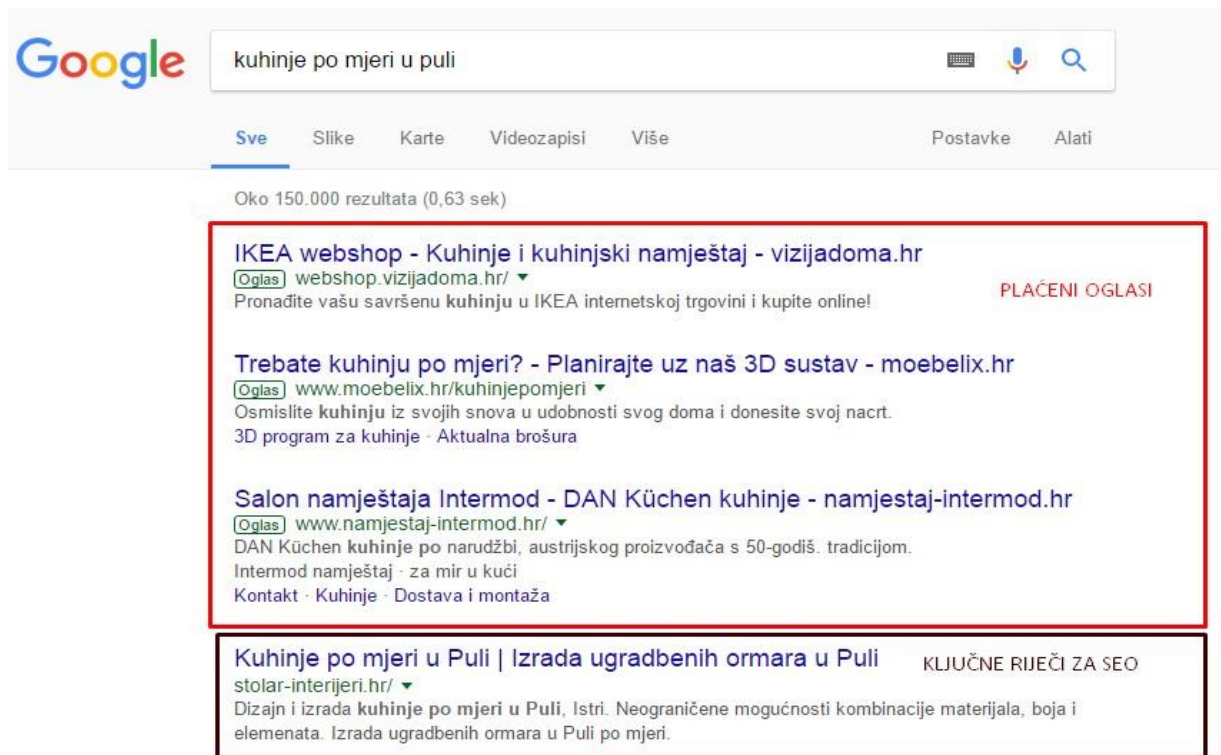 Google
kuhinje po mjeri u puli
Sve Slike Karte Videozapisi Više Postavke Alati
Oko 150.000 rezultata (0,63 sek)
IKEA webshop - Kuhinje i kuhinjski namještaj - vizijadoma.hr
Oglas webshop.vizijadoma.hr/
Pronađite vašu savršenu kuhinju u IKEA internetskoj trgovini i kupite online!
PLAĆENI OGLASI
Trebate kuhinju po mjeri? - Planirajte uz naš 3D sustav - moebelix.hr
Oglas www.moebelix.hr/kuhinjepomjeri
Osmislite kuhinju iz svojih snova u udobnosti svog doma i donesite svoj nacrt.
3D program za kuhinje · Aktualna brošura
Salon namještaja Intermod - DAN Küchen kuhinje - namjestaj-intermod.hr
Oglas www.namjestaj-intermod.hr/
DAN Küchen kuhinje po narudžbi, austrijskog proizvođača s 50-godiš. tradicijom.
Intermod namještaj · za mir u kući
Kontakt · Kuhinje · Dostava i montaža
Kuhinje po mjeri u Puli | Izrada ugradbenih ormara u Puli
KLJUČNE RIJEČI ZA SEO
stolar-interijeri.hr/
Dizajn i izrada kuhinje po mjeri u Puli, Istri. Neograničene mogućnosti kombinacije materijala, boja i
elemenata. Izrada ugradbenih ormara u Puli po mjeri.